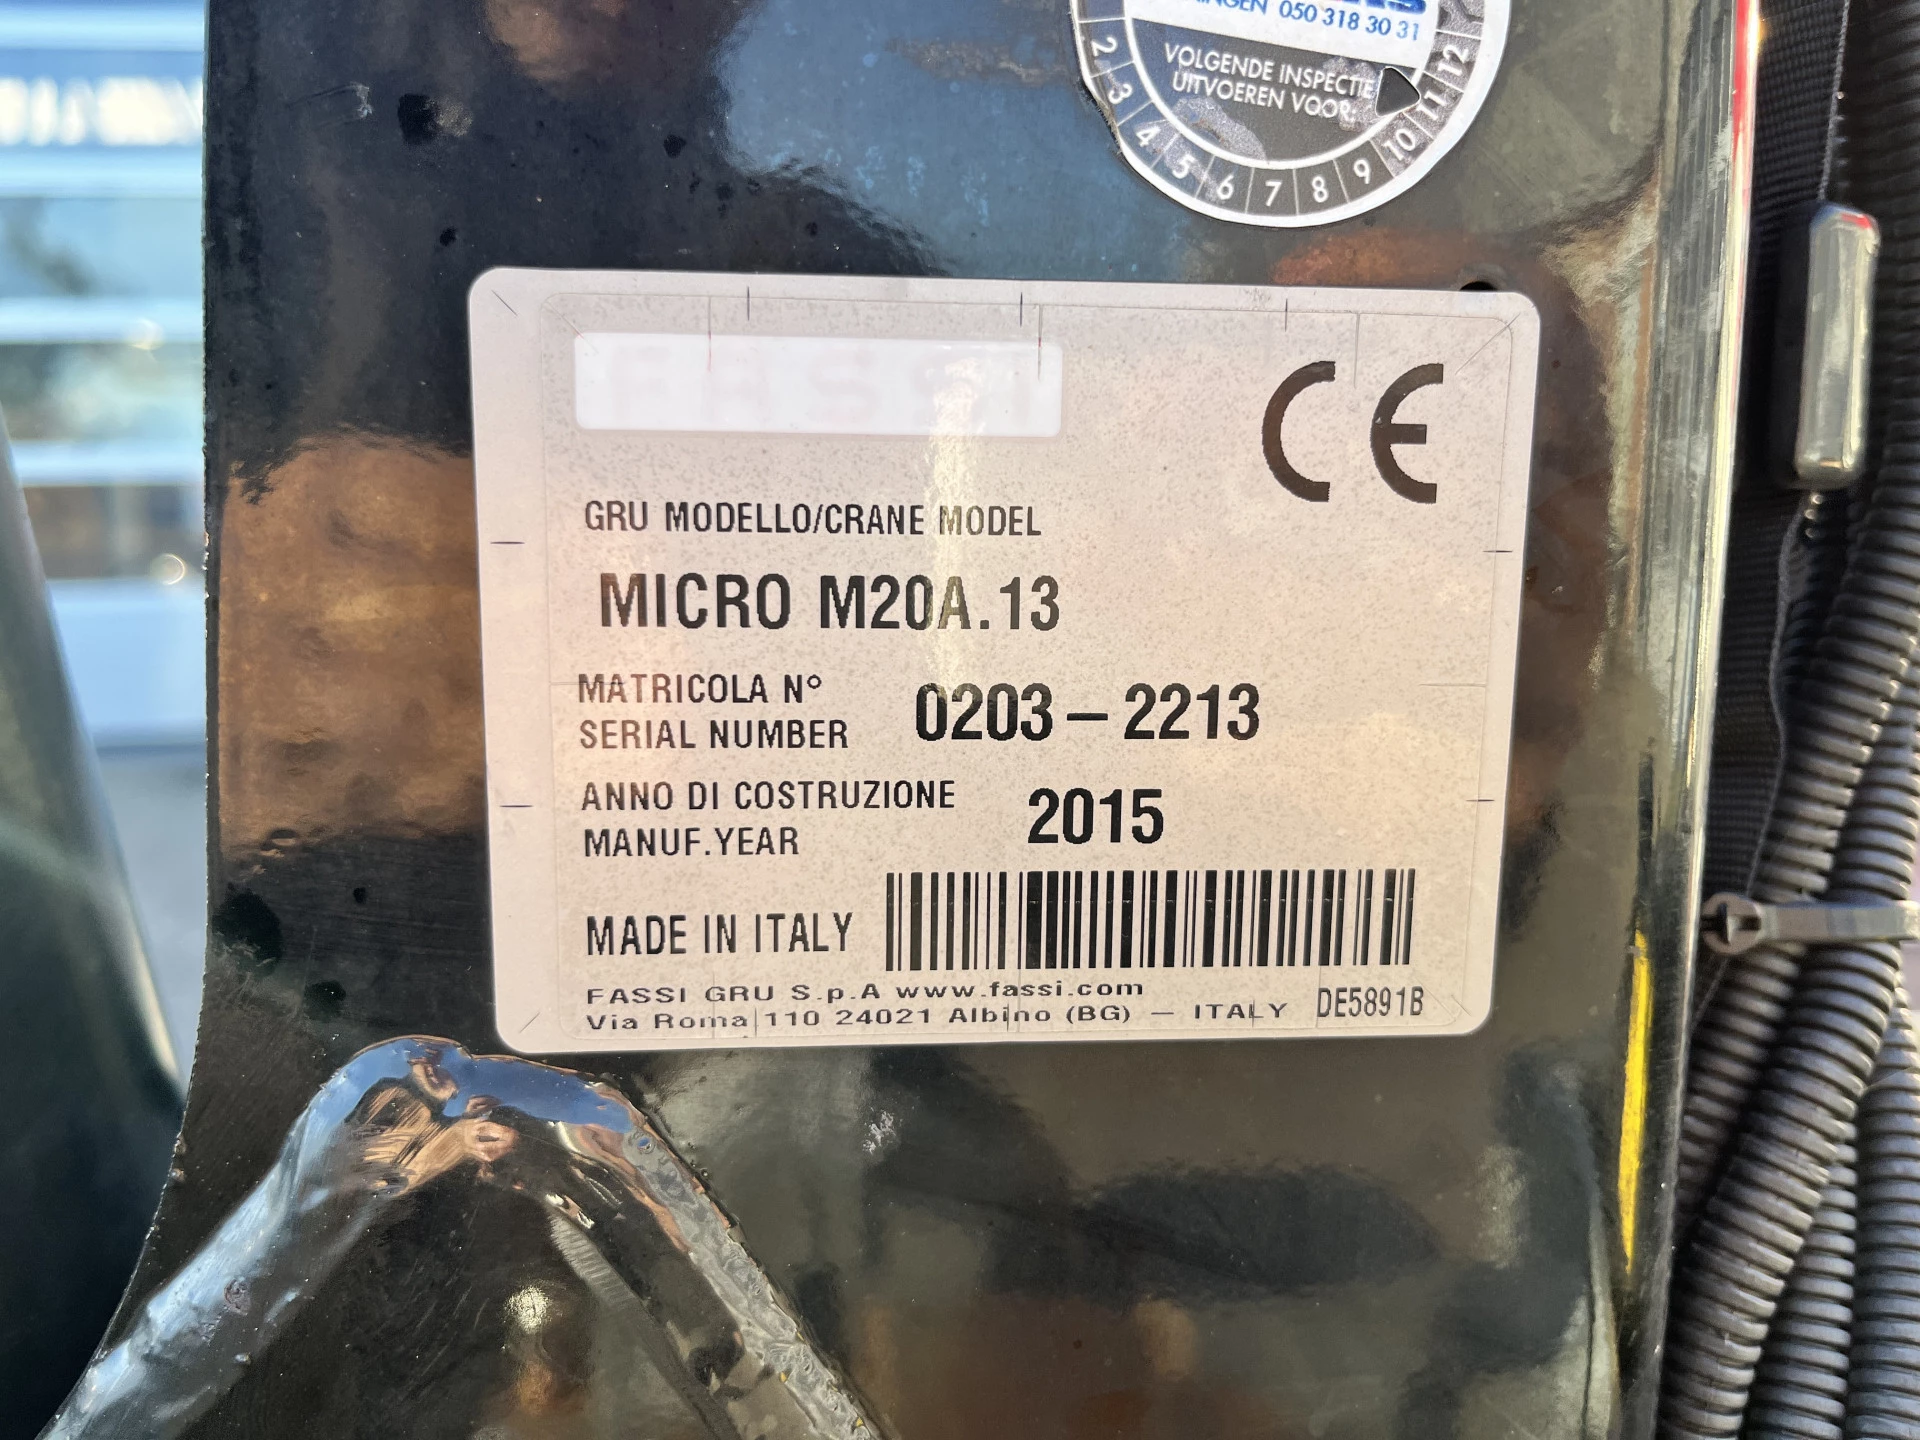 050 318 30 31
VOLGENDE INSPECTIE
UITVOEREN VOOR:
2 3 4 5 6 7 8 9 10 11 12
FASSI
CE
GRU MODELLO/CRANE MODEL
MICRO M20A.13
MATRICOLA N°
SERIAL NUMBER
0203-2213
ANNO DI COSTRUZIONE
MANUF.YEAR
2015
MADE IN ITALY
FASSI GRU S.p.A www.fassi.com
Via Roma 110 24021 Albino (BG) - ITALY DE5891B